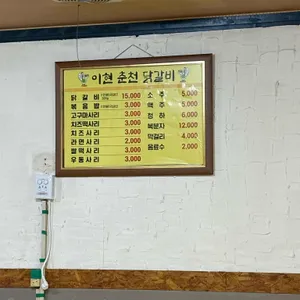 이현 춘천 닭갈비
닭 갈 비 15,000
볶 음 밥 3,000
고구마사리 3,000
치즈떡사리 3,000
치 즈 사 리 3,000
라 면 사 리 2,000
쫄 떡 사 리 3,000
우 동 사 리 3,000
소 주 5,000
맥 주 5,000
청 하 6,000
복분자 12,000
막걸리 4,000
음료수 2,000